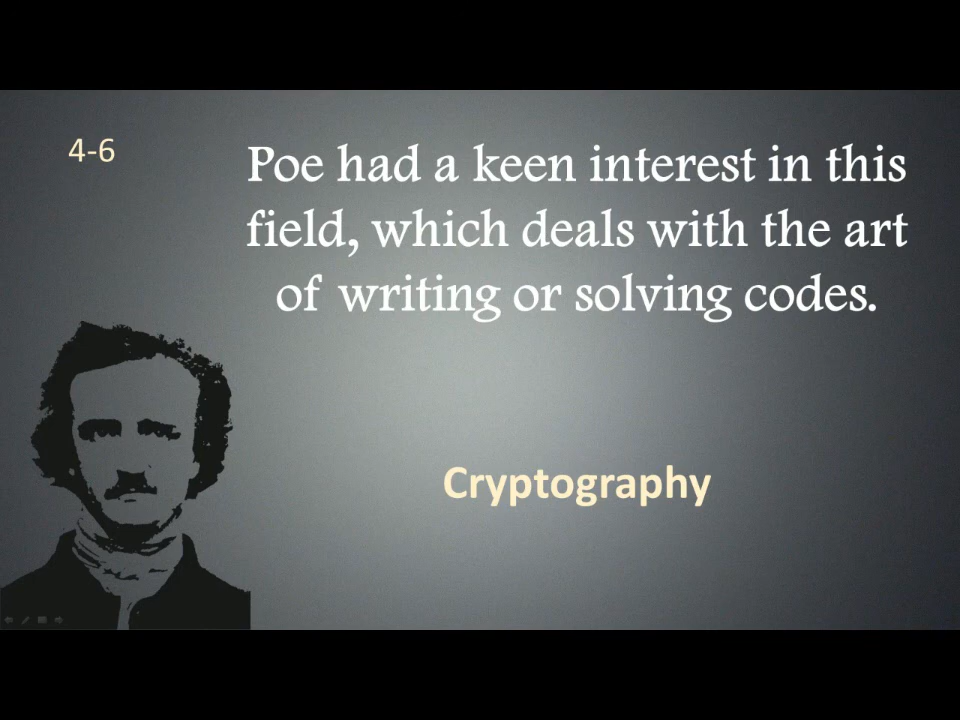 4-6
Poe had a keen interest in this
field, which deals with the art
of writing or solving codes.
Cryptography